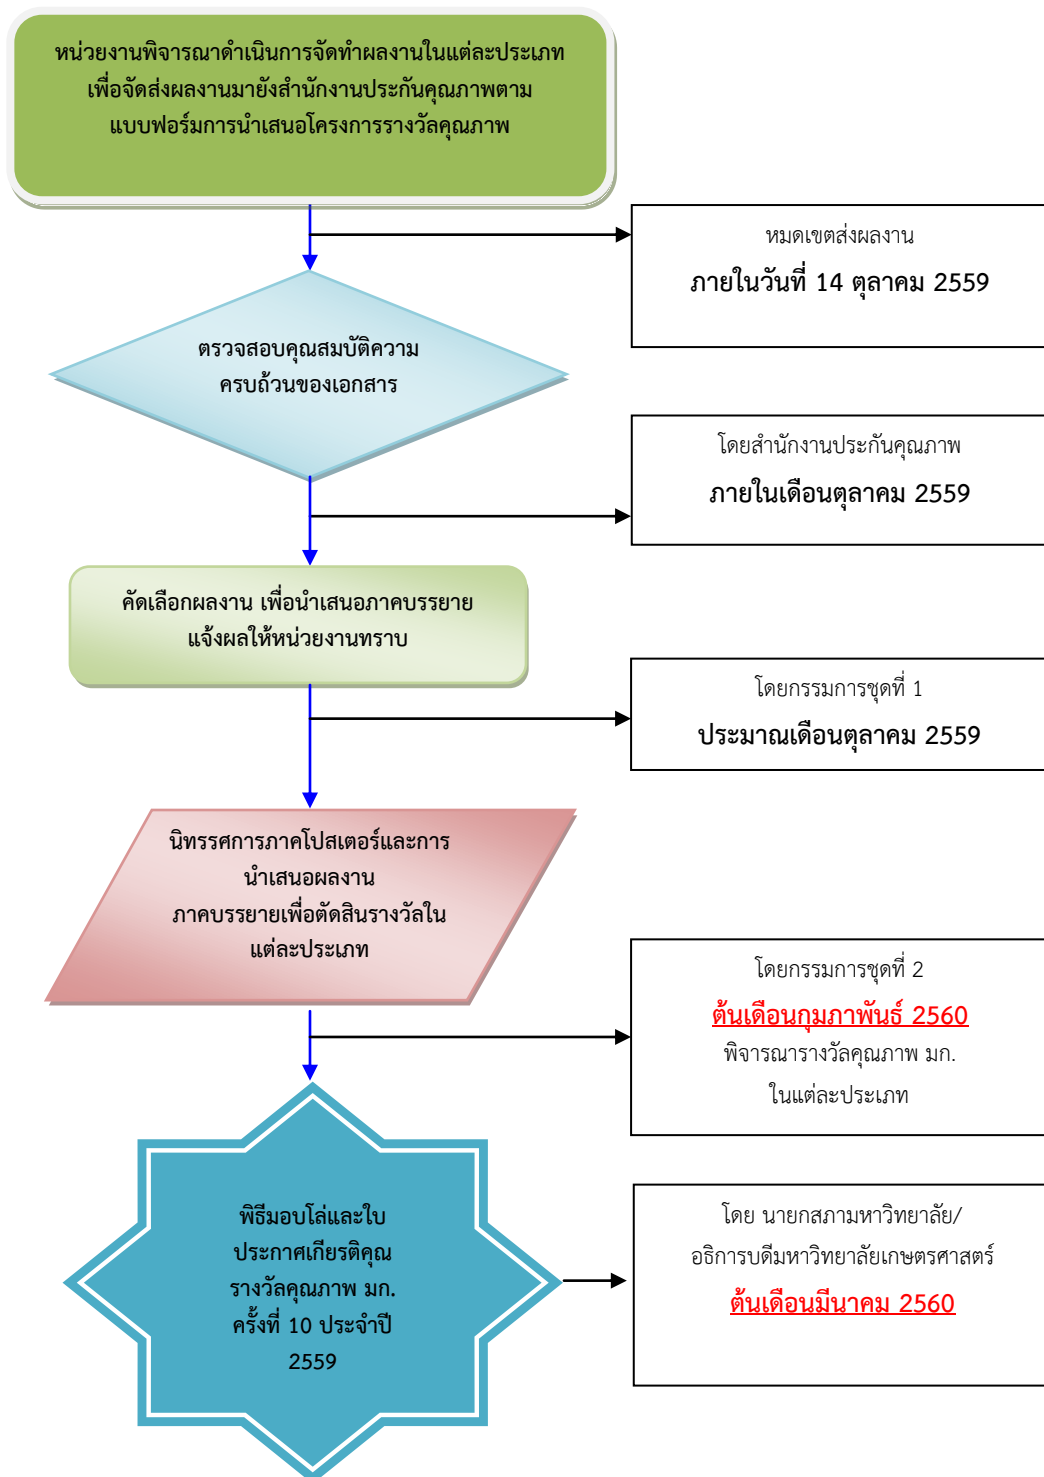 หน่วยงานพิจารณาดำเนินการจัดทำผลงานในแต่ละประเภท
เพื่อจัดส่งผลงานมายังสำนักงานประกันคุณภาพตาม
แบบฟอร์มการนำเสนอโครงการรางวัลคุณภาพ
หมดเขตส่งผลงาน
ภายในวันที่ 14 ตุลาคม 2559
ตรวจสอบคุณสมบัติความ
ครบถ้วนของเอกสาร
โดยสำนักงานประกันคุณภาพ
ภายในเดือนตุลาคม 2559
คัดเลือกผลงาน เพื่อนำเสนอภาคบรรยาย
แจ้งผลให้หน่วยงานทราบ
โดยกรรมการชุดที่ 1
ประมาณเดือนตุลาคม 2559
นิทรรศการภาคโปสเตอร์และการ
นำเสนอผลงาน
ภาคบรรยายเพื่อตัดสินรางวัลใน
แต่ละประเภท
โดยกรรมการชุดที่ 2
ต้นเดือนกุมภาพันธ์ 2560
พิจารณารางวัลคุณภาพ มก.
ในแต่ละประเภท
พิธีมอบโล่และใบ
ประกาศเกียรติคุณ
รางวัลคุณภาพ มก.
ครั้งที่ 10 ประจำปี
2559
โดย นายกสภามหาวิทยาลัย/
อธิการบดีมหาวิทยาลัยเกษตรศาสตร์
ต้นเดือนมีนาคม 2560